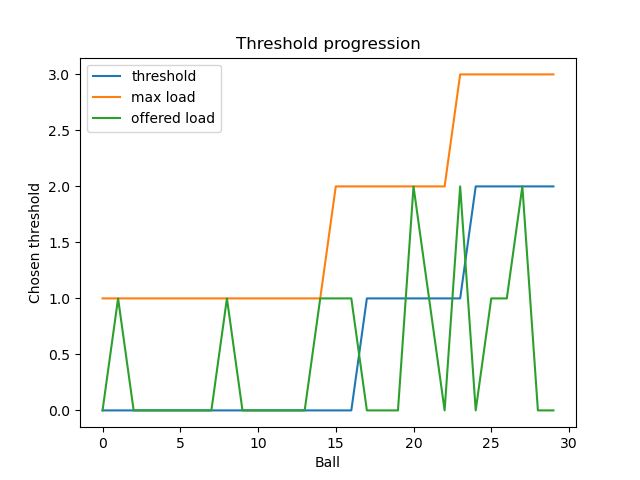 Threshold progression
threshold
max load
offered load
Chosen threshold
3.0
2.5
2.0
1.5
1.0
0.5
0.0
0 5 10 15 20 25 30
Ball